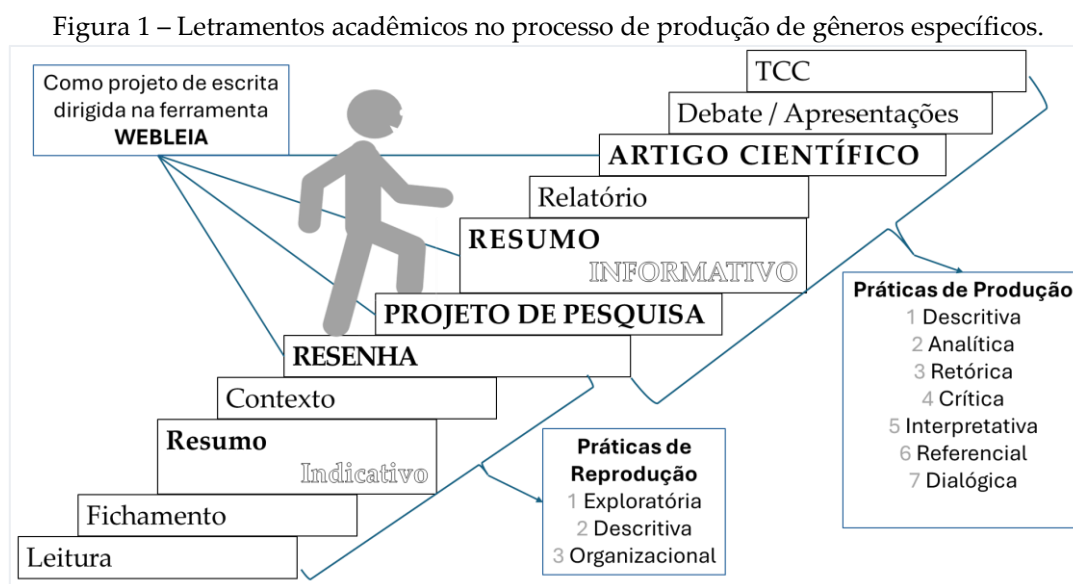 Figura 1 – Letramentos acadêmicos no processo de produção de gêneros específicos.
Como projeto de escrita
dirigida na ferramenta
WEBLEIA
TCC
Debate / Apresentações
ARTIGO CIENTÍFICO
Relatório
RESUMO
INFORMATIVO
PROJETO DE PESQUISA
RESENHA
Contexto
Resumo
Indicativo
Fichamento
Leitura
Práticas de
Reprodução
1 Exploratória
2 Descritiva
3 Organizacional
Práticas de Produção
1 Descritiva
2 Analítica
3 Retórica
4 Crítica
5 Interpretativa
6 Referencial
7 Dialógica